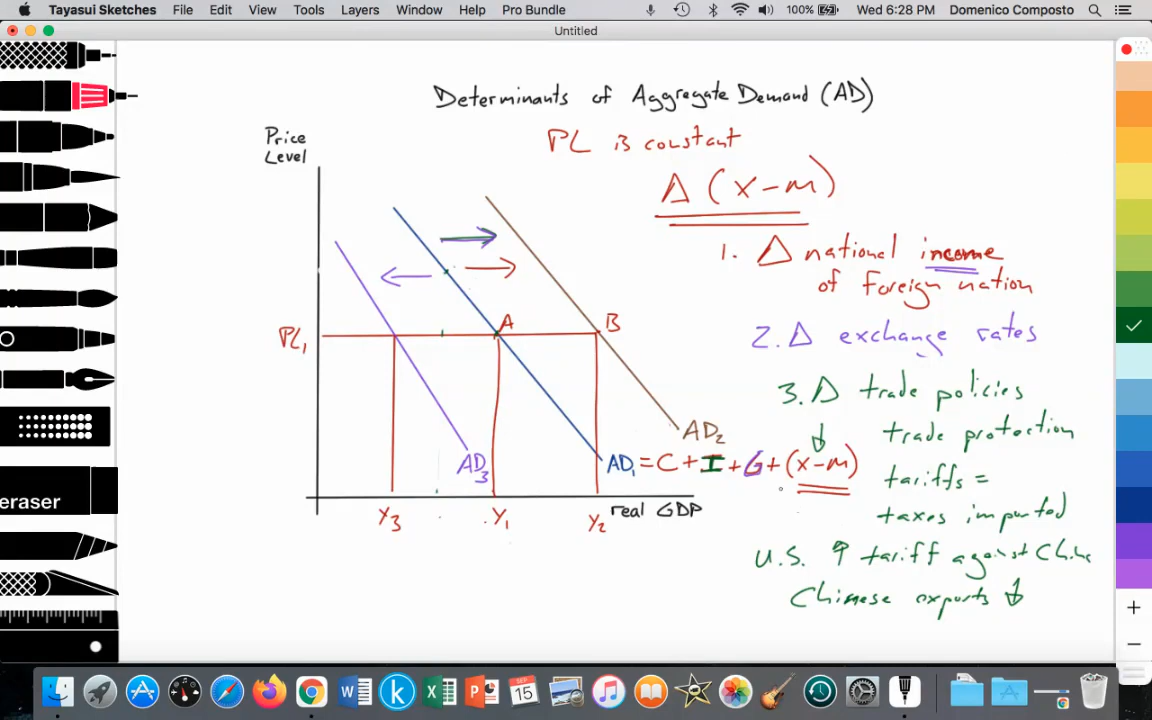 Tayasui Sketches File Edit View Tools Layers Window Help Pro Bundle 100% Wed 6:28 PM Domenico Composto
Untitled
Determinants of Aggregate Demand (AD)
PL is constant
Δ (X-M)
1. Δ national income
of foreign nation
2. Δ exchange rates
3. Δ trade policies
trade protection
tariffs =
taxes imported
U.S. ↑ tariff against Chin
Chinese exports ↓
Price
Level
PL₁
A
B
AD₂
AD₁ = C + I + G + (X-M)
↓
AD₃
Y₃
Y₁
Y₂
real GDP
eraser
SEP
15